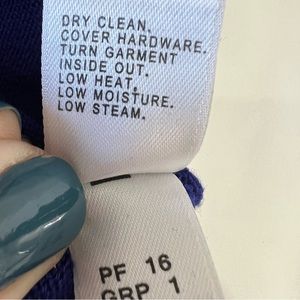 DRY CLEAN.
COVER HARDWARE.
TURN GARMENT
INSIDE OUT.
LOW HEAT.
LOW MOISTURE.
LOW STEAM.
PF 16
GRP 1